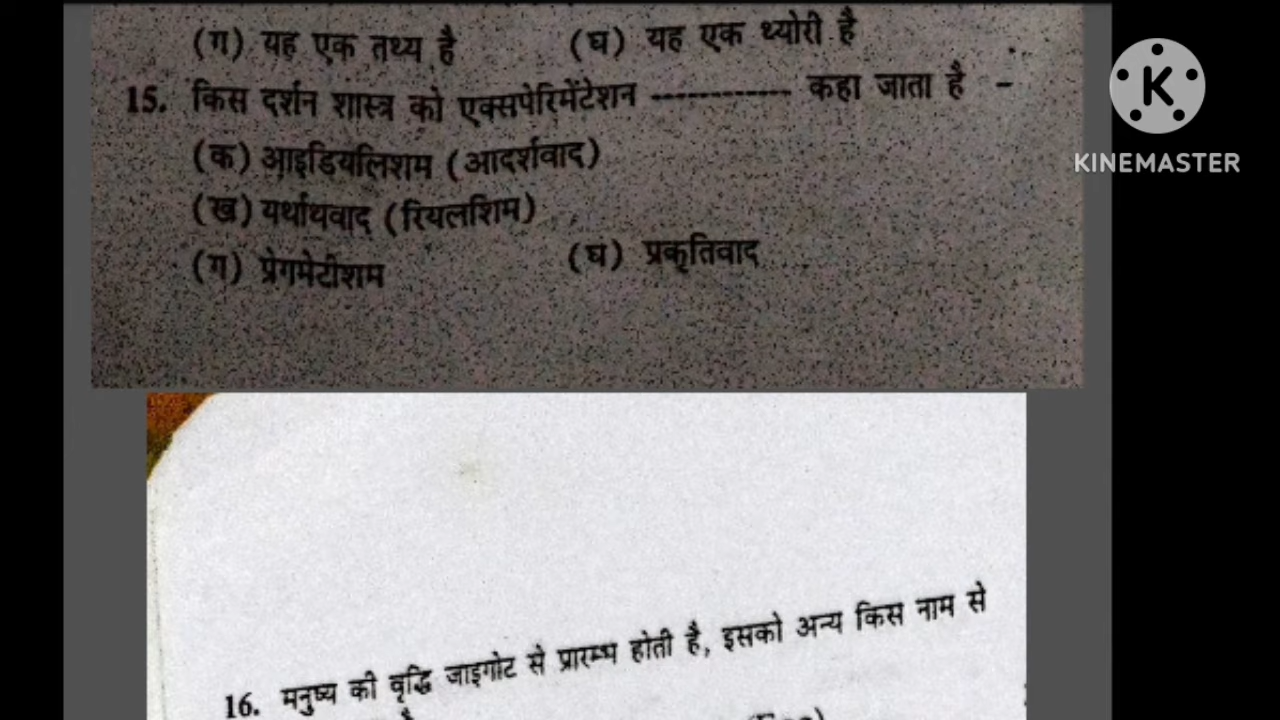 (ग) यह एक तथ्य है (घ) यह एक थ्योरी है
15. किस दर्शन शास्त्र को एक्सपेरिमेंटेशन ------------ कहा जाता है -
(क) आइडियलिशम (आदर्शवाद)
(ख) यर्थाथवाद (रियलशिम)
(ग) प्रेगमेटीशम (घ) प्रकृतिवाद
16. मनुष्य की वृद्धि जाइगोट से प्रारम्भ होती है, इसको अन्य किस नाम से
KINEMASTER